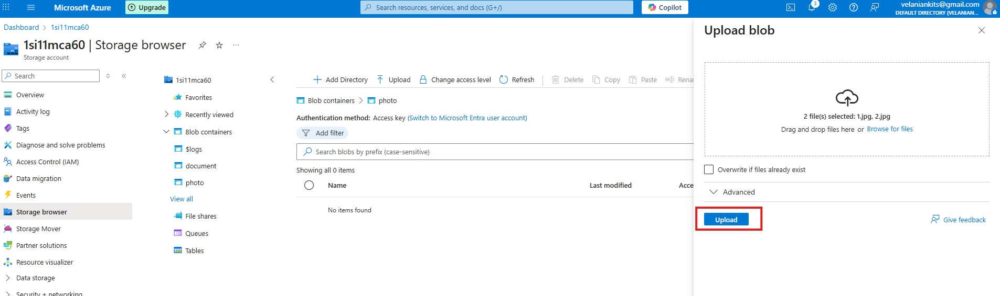 Microsoft Azure
Upgrade
Search resources, services, and docs (G+/)
Copilot
3
velaniankits@gmail.com
DEFAULT DIRECTORY (VELANIAN...
Dashboard > 1si11mca60
1si11mca60 | Storage browser
Storage account
Search
Overview
Activity log
Tags
Diagnose and solve problems
Access Control (IAM)
Data migration
Events
Storage browser
Storage Mover
Partner solutions
Resource visualizer
Data storage
Security + networking
1si11mca60
Favorites
Recently viewed
Blob containers
$logs
document
photo
View all
File shares
Queues
Tables
Add Directory
Upload
Change access level
Refresh
Delete
Copy
Paste
Renar
Blob containers > photo
Authentication method: Access key (Switch to Microsoft Entra user account)
Add filter
Search blobs by prefix (case-sensitive)
Showing all 0 items
Name
Last modified
Acce
No items found
Upload blob
2 file(s) selected: 1.jpg, 2.jpg
Drag and drop files here or Browse for files
Overwrite if files already exist
Advanced
Upload
Give feedback